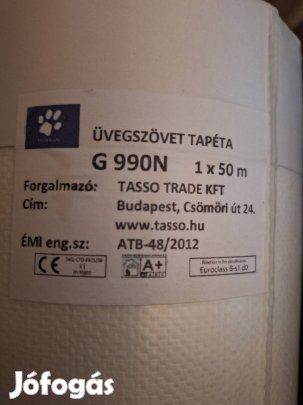 ÜVEGSZÖVET TAPÉTA
G 990N 1 x 50 m
Forgalmazó: TASSO TRADE KFT
Cím: Budapest, Csömöri út 24.
www.tasso.hu
ÉMI eng.sz: ATB-48/2012
CE
A+
Euroclass B-s1,d0
Jófogás